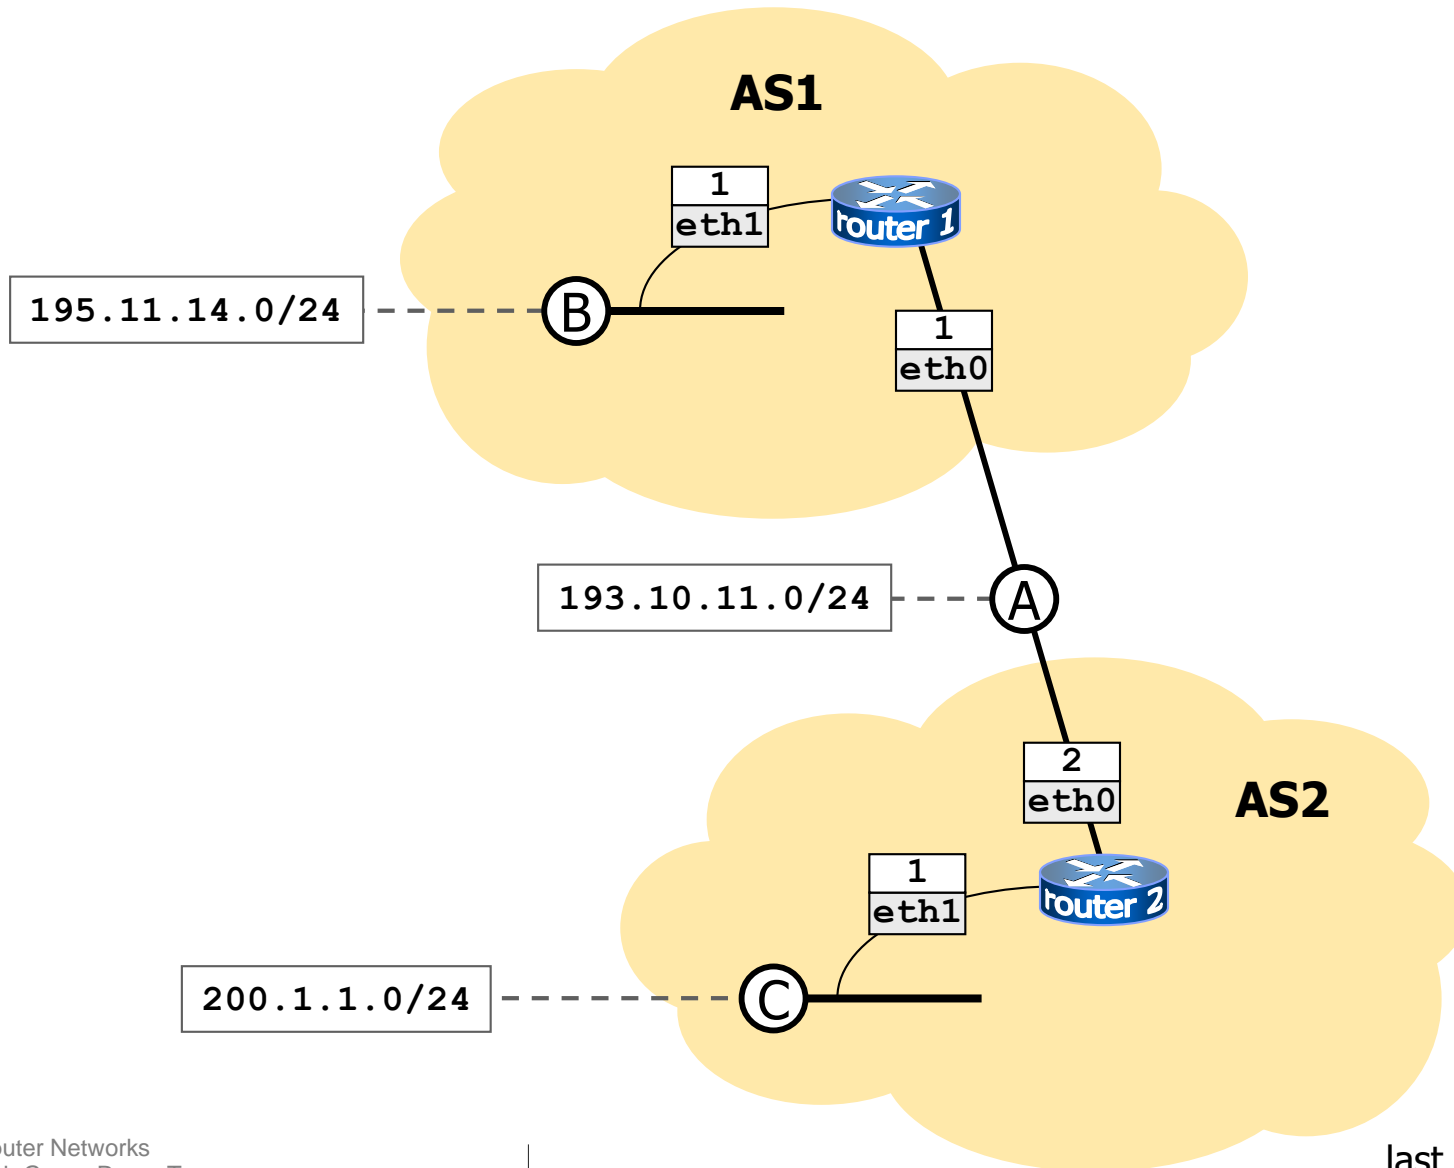 AS1
1
eth1
router 1
195.11.14.0/24
B
1
eth0
193.10.11.0/24
A
2
eth0
AS2
1
eth1
router 2
200.1.1.0/24
C
Networks
last